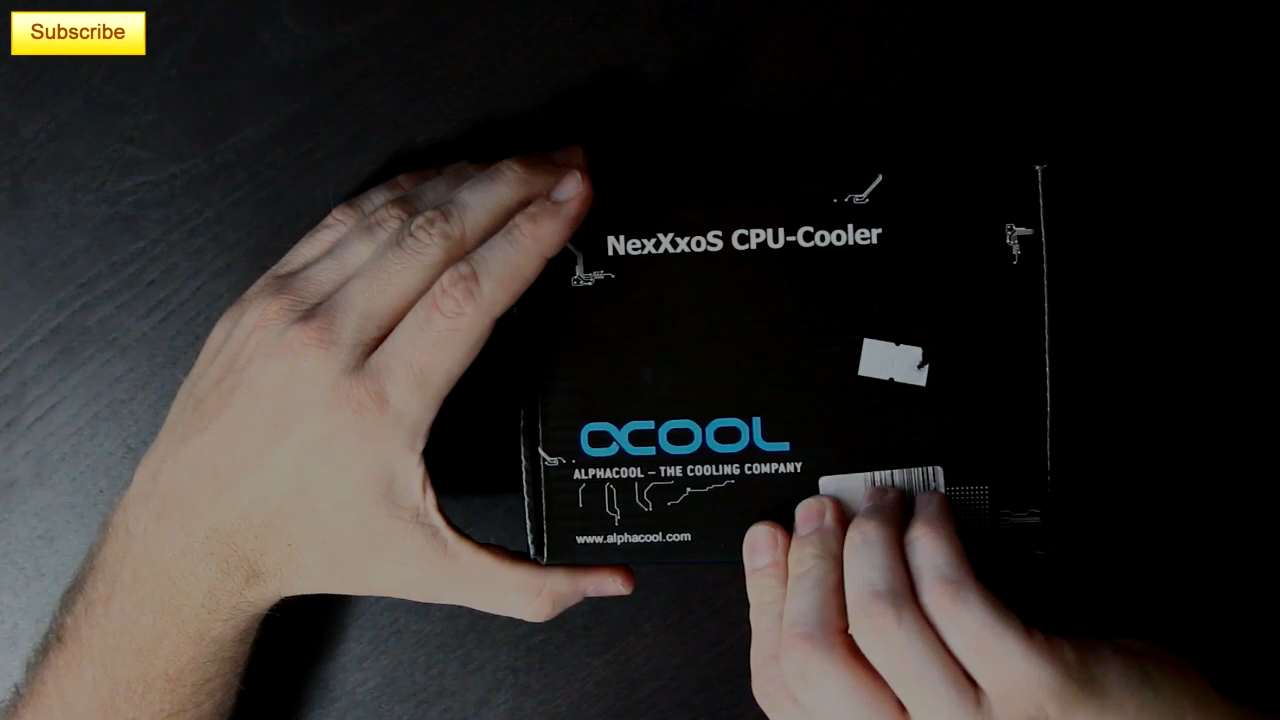 Subscribe
NexXxoS CPU-Cooler
αCOOL
ALPHACOOL – THE COOLING COMPANY
www.alphacool.com